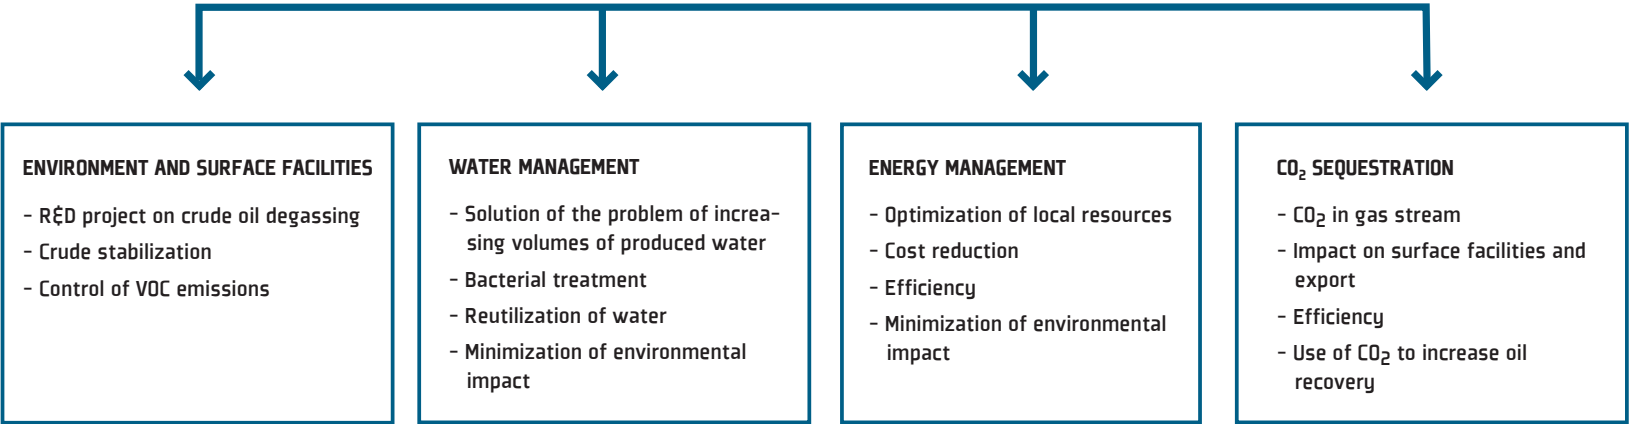 ENVIRONMENT AND SURFACE FACILITIES
- R&D project on crude oil degassing
- Crude stabilization
- Control of VOC emissions
WATER MANAGEMENT
- Solution of the problem of increa-
sing volumes of produced water
- Bacterial treatment
- Reutilization of water
- Minimization of environmental
impact
ENERGY MANAGEMENT
- Optimization of local resources
- Cost reduction
- Efficiency
- Minimization of environmental
impact
CO₂ SEQUESTRATION
- CO₂ in gas stream
- Impact on surface facilities and
export
- Efficiency
- Use of CO₂ to increase oil
recovery